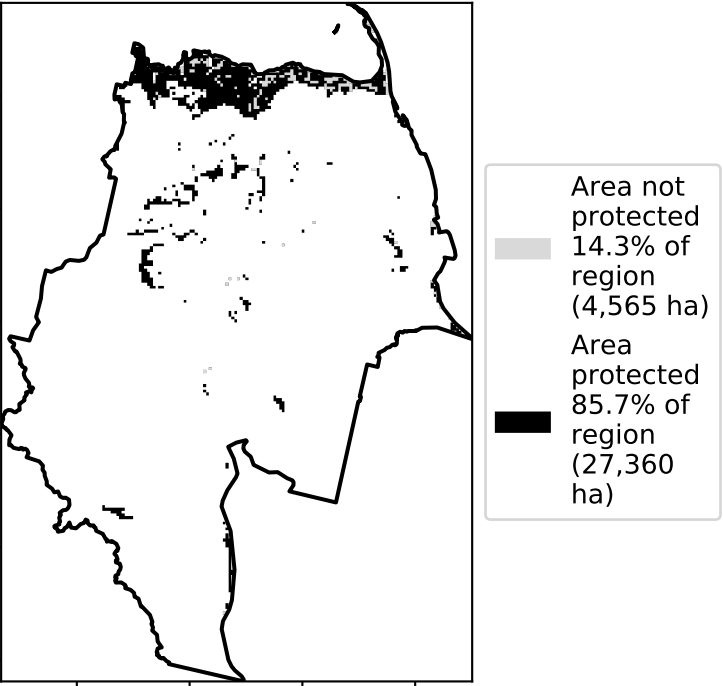 Area not
protected
14.3% of
region
(4,565 ha)
Area
protected
85.7% of
region
(27,360
ha)